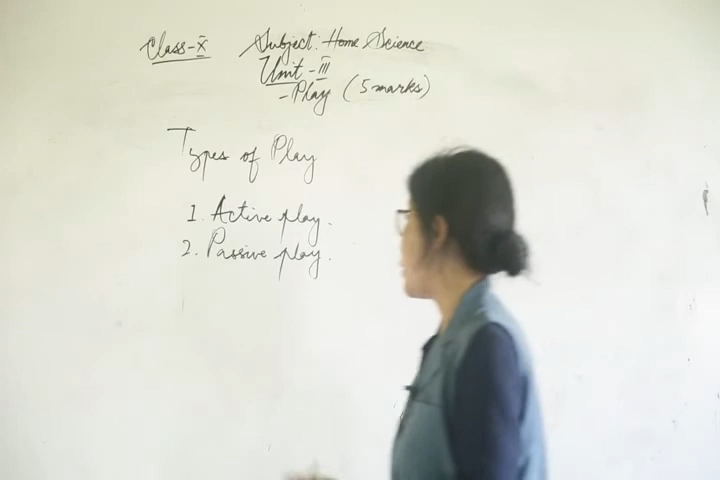 Class-X Subject: Home Science
Unit-III
-Play (5 marks)
Types of Play
1. Active play.
2. Passive play.